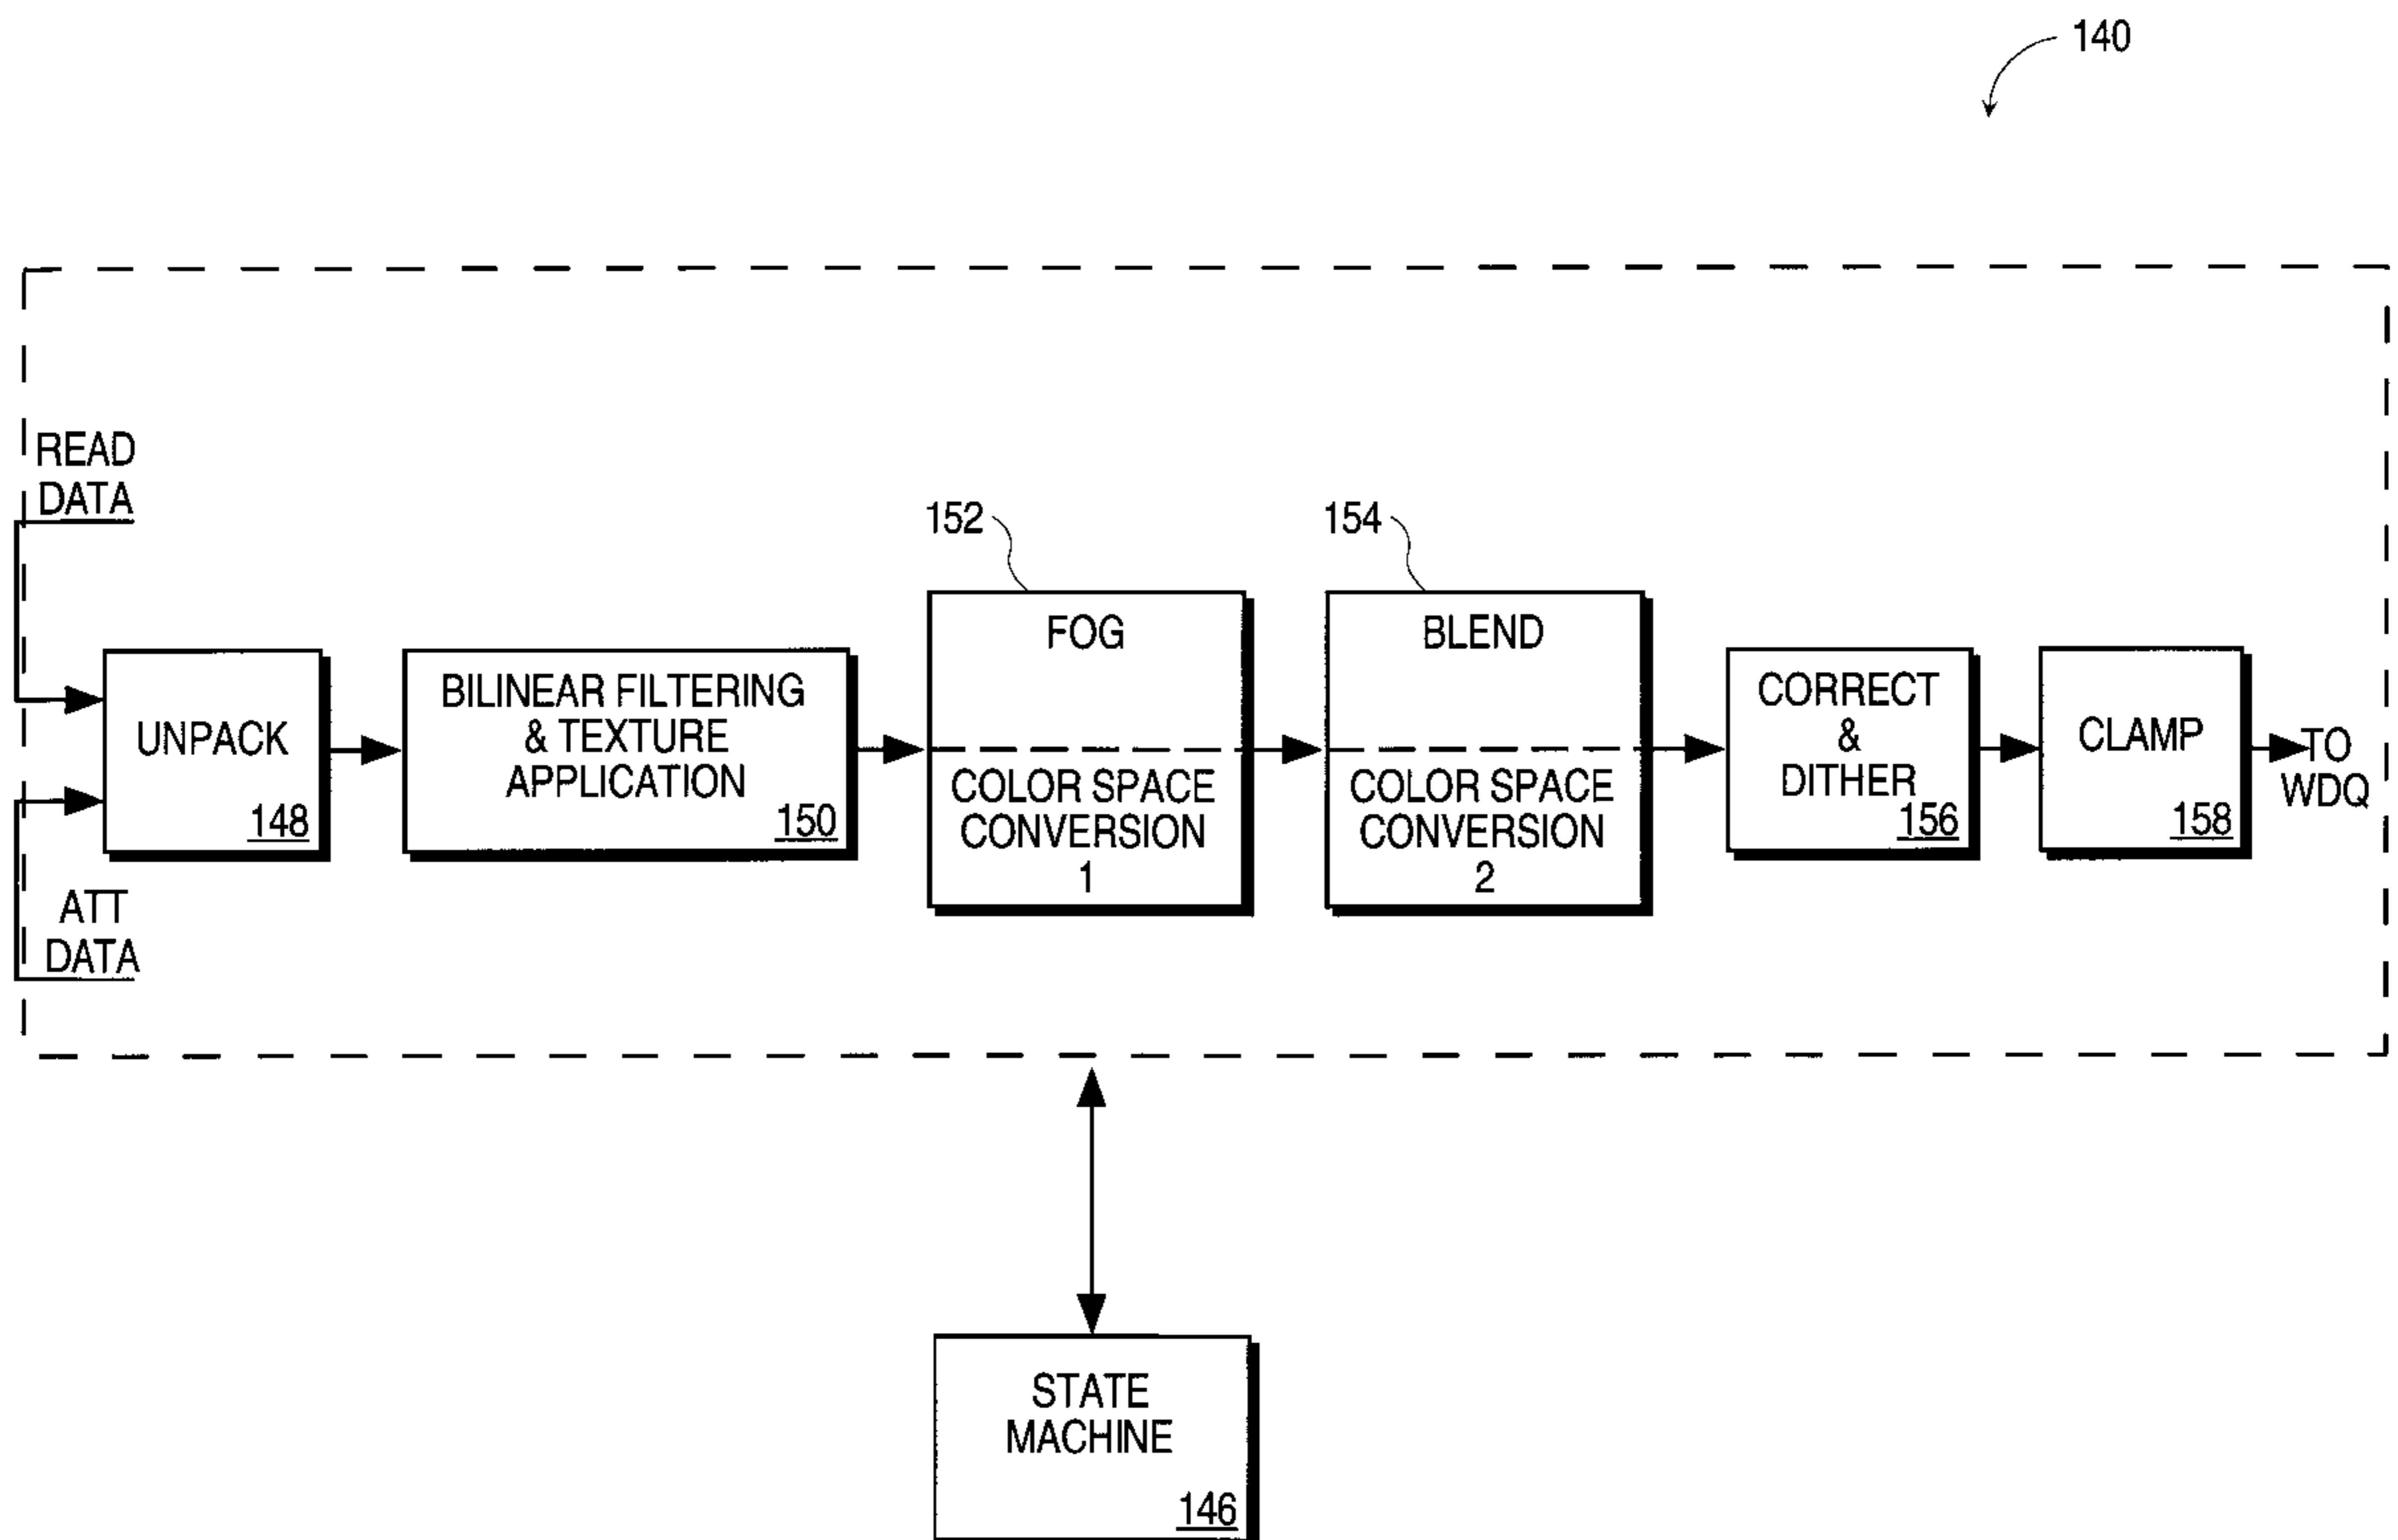 140
READ
DATA
ATT
DATA
UNPACK
148
BILINEAR FILTERING
& TEXTURE
APPLICATION
150
152
FOG
COLOR SPACE
CONVERSION
1
154
BLEND
COLOR SPACE
CONVERSION
2
CORRECT
&
DITHER
156
CLAMP
158
TO
WDQ
STATE
MACHINE
146